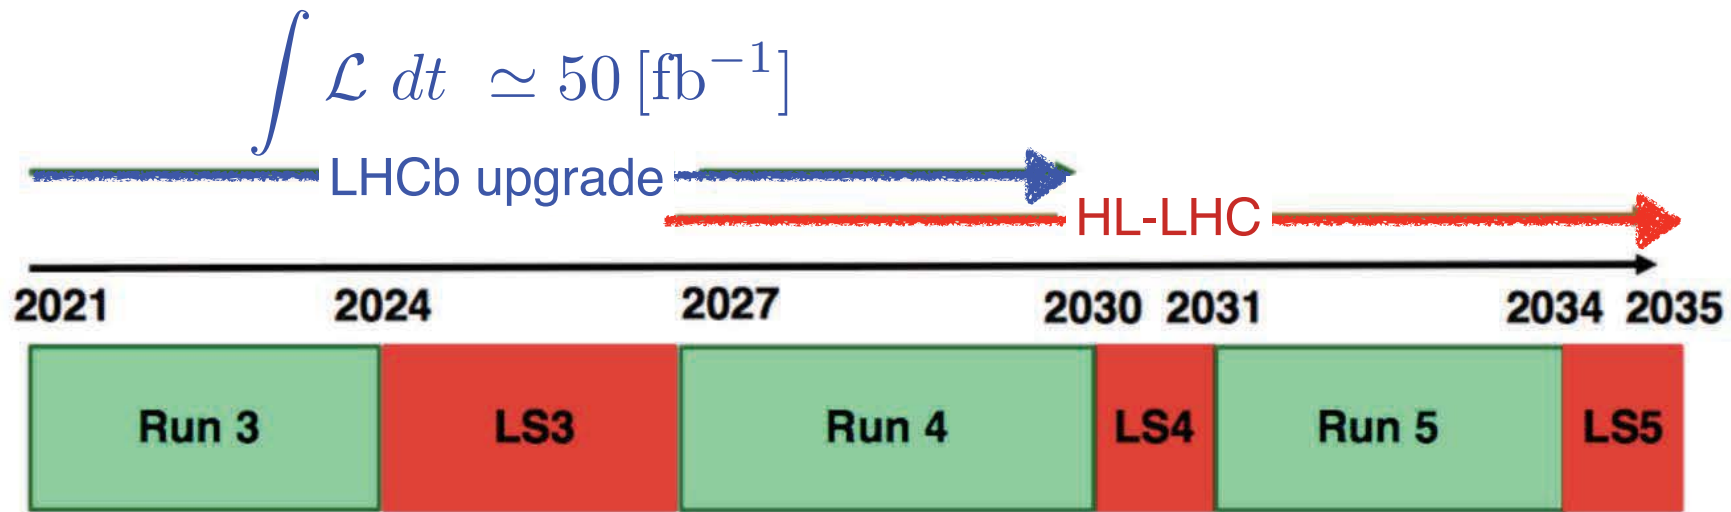 ∫ ℒ dt ≃ 50 [fb⁻¹]
LHCb upgrade
HL-LHC
2021 2024 2027 2030 2031 2034 2035
Run 3 LS3 Run 4 LS4 Run 5 LS5